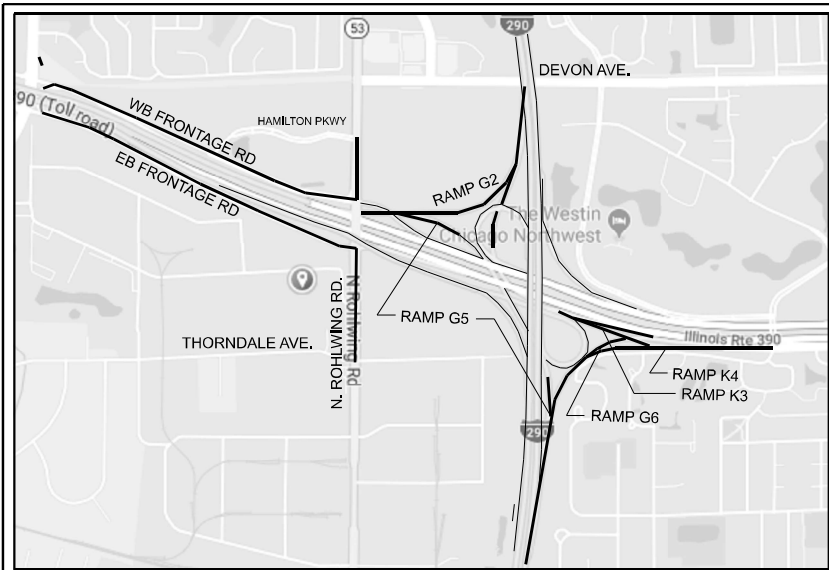 53
290
DEVON AVE.
90 (Toll road)
WB FRONTAGE RD
HAMILTON PKWY
EB FRONTAGE RD
RAMP G2
The Westin
Chicago Northwest
N. ROHLWING RD.
N Rohlwing Rd
RAMP G5
THORNDALE AVE.
Illinois Rte 390
RAMP K4
RAMP K3
RAMP G6
290